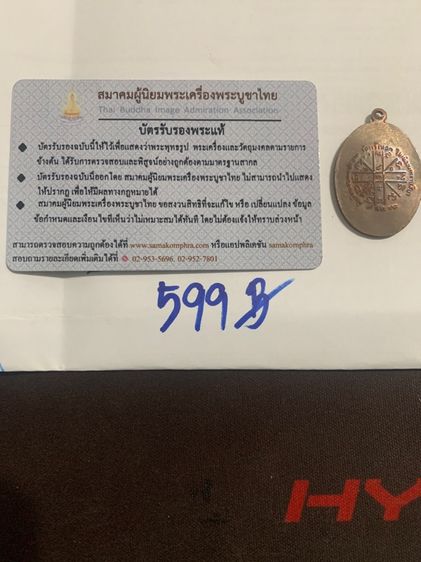 สมาคมผู้นิยมพระเครื่องพระบูชาไทย
Thai Buddha Image Admiration Association
บัตรรับรองพระแท้
บัตรรับรองฉบับนี้ให้ไว้เพื่อแสดงว่าพระพุทธรูป พระเครื่องและวัตถุมงคลตามรายการ
ข้างต้น ได้รับการตรวจสอบและพิสูจน์อย่างถูกต้องตามมาตรฐานสากล
บัตรรับรองฉบับนี้ออกโดย สมาคมผู้นิยมพระเครื่องพระบูชาไทย ไม่สามารถนำไปแสดง
ให้ปรากฏ เพื่อให้มีผลทางกฎหมายได้
สมาคมผู้นิยมพระเครื่องพระบูชาไทย ขอสงวนสิทธิที่จะแก้ไข หรือ เปลี่ยนแปลง ข้อมูล
ข้อกำหนดและเงื่อนไขที่เห็นว่าไม่เหมาะสมได้ทันที โดยไม่ต้องแจ้งให้ทราบล่วงหน้า
สามารถตรวจสอบความถูกต้องได้ที่ www.samakomphra.com หรือแอปพลิเคชัน samakomphra
สอบถามรายละเอียดเพิ่มเติมได้ที่ 02-953-5696, 02-952-7801
599 ฿
HY